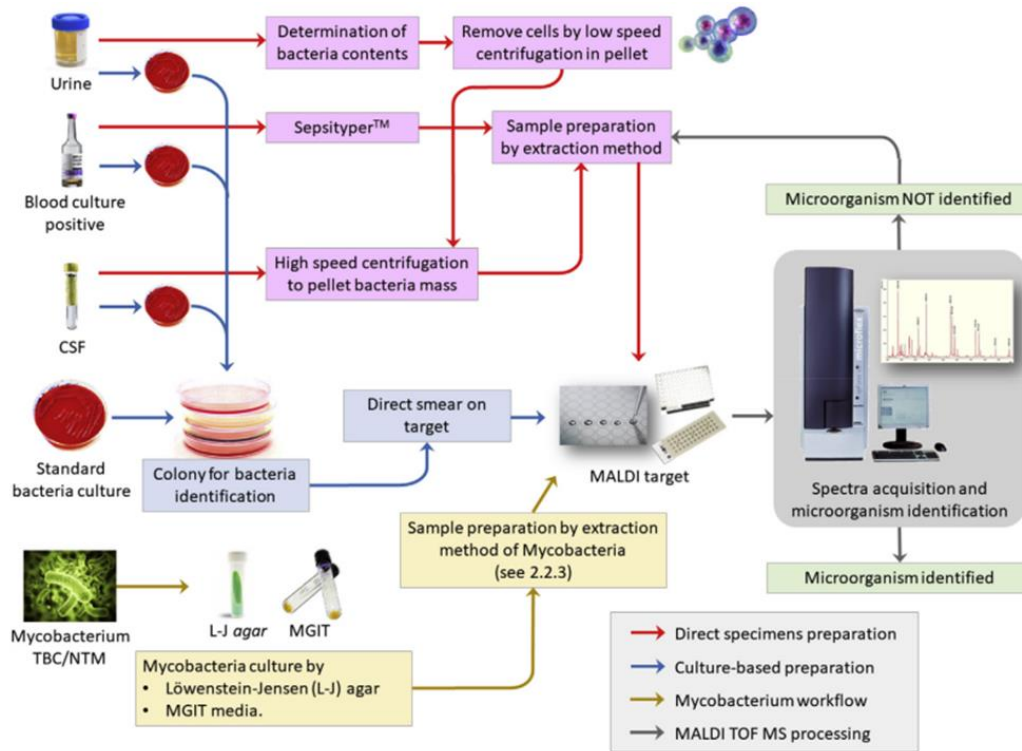 Urine
Determination of
bacteria contents
Remove cells by low speed
centrifugation in pellet
Blood culture
positive
Sepsityper™
Sample preparation
by extraction method
Microorganism NOT identified
CSF
High speed centrifugation
to pellet bacteria mass
Standard
bacteria culture
Colony for bacteria
identification
Direct smear on
target
MALDI target
microflex
Spectra acquisition and
microorganism identification
Microorganism identified
Mycobacterium
TBC/NTM
L-J agar
MGIT
Sample preparation by extraction
method of Mycobacteria
(see 2.2.3)
Mycobacteria culture by
• Löwenstein-Jensen (L-J) agar
• MGIT media.
Direct specimens preparation
Culture-based preparation
Mycobacterium workflow
MALDI TOF MS processing